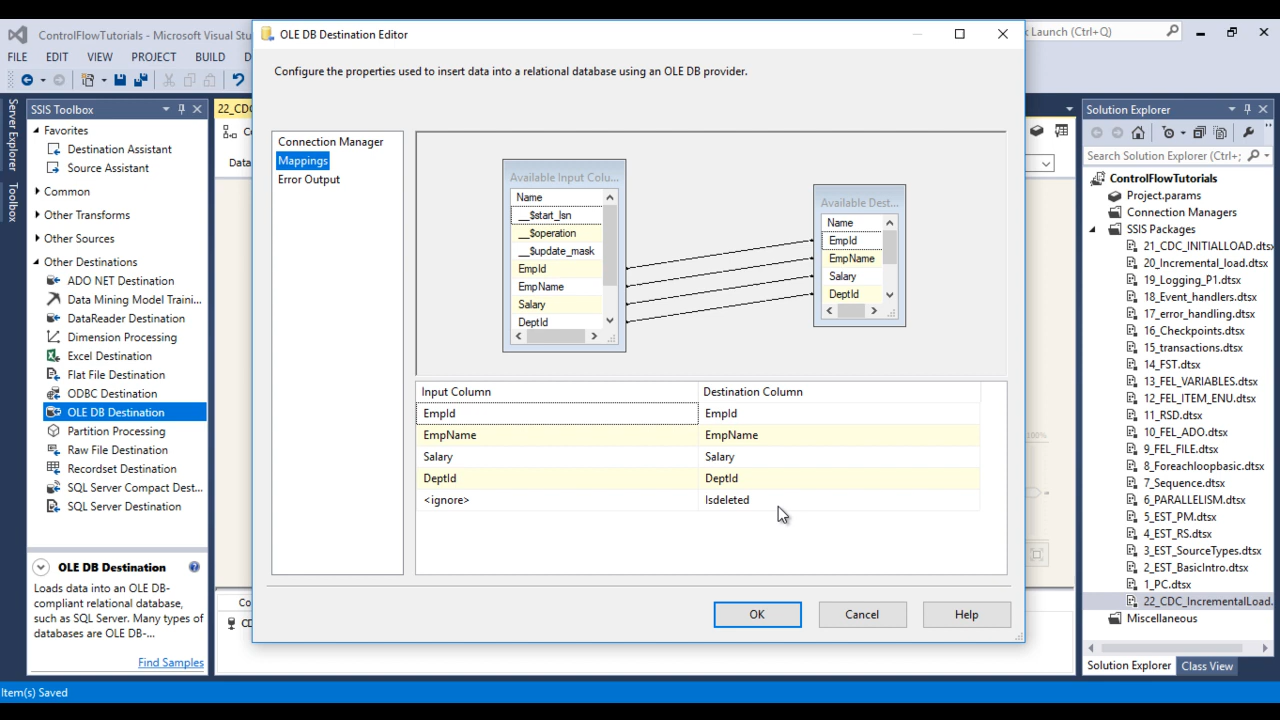 ControlFlowTutorials - Microsoft Visual Stu
OLE DB Destination Editor
Launch (Ctrl+Q)
FILE EDIT VIEW PROJECT BUILD D
Configure the properties used to insert data into a relational database using an OLE DB provider.
Server Explorer
Toolbox
SSIS Toolbox
Favorites
Destination Assistant
Source Assistant
Common
Other Transforms
Other Sources
Other Destinations
ADO NET Destination
Data Mining Model Traini...
DataReader Destination
Dimension Processing
Excel Destination
Flat File Destination
ODBC Destination
OLE DB Destination
Partition Processing
Raw File Destination
Recordset Destination
SQL Server Compact Dest...
SQL Server Destination
OLE DB Destination
Loads data into an OLE DB-
compliant relational database,
such as SQL Server. Many types of
databases are OLE DB-...
Find Samples
22_CDC
Co
Data
Co
CD
Connection Manager
Mappings
Error Output
Available Input Colu...
Name
__$start_lsn
__$operation
__$update_mask
EmpId
EmpName
Salary
DeptId
Available Dest...
Name
EmpId
EmpName
Salary
DeptId
Input Column Destination Column
EmpId EmpId
EmpName EmpName
Salary Salary
DeptId DeptId
<ignore> Isdeleted
OK Cancel Help
100%
Solution Explorer
Search Solution Explorer (Ctrl+;
ControlFlowTutorials
Project.params
Connection Managers
SSIS Packages
21_CDC_INITIALLOAD.dts
20_Incremental_load.dtsx
19_Logging_P1.dtsx
18_Event_handlers.dtsx
17_error_handling.dtsx
16_Checkpoints.dtsx
15_transactions.dtsx
14_FST.dtsx
13_FEL_VARIABLES.dtsx
12_FEL_ITEM_ENU.dtsx
11_RSD.dtsx
10_FEL_ADO.dtsx
9_FEL_FILE.dtsx
8_Foreachloopbasic.dtsx
7_Sequence.dtsx
6_PARALLELISM.dtsx
5_EST_PM.dtsx
4_EST_RS.dtsx
3_EST_SourceTypes.dtsx
2_EST_BasicIntro.dtsx
1_PC.dtsx
22_CDC_IncrementalLoad.
Miscellaneous
Solution Explorer Class View
Item(s) Saved